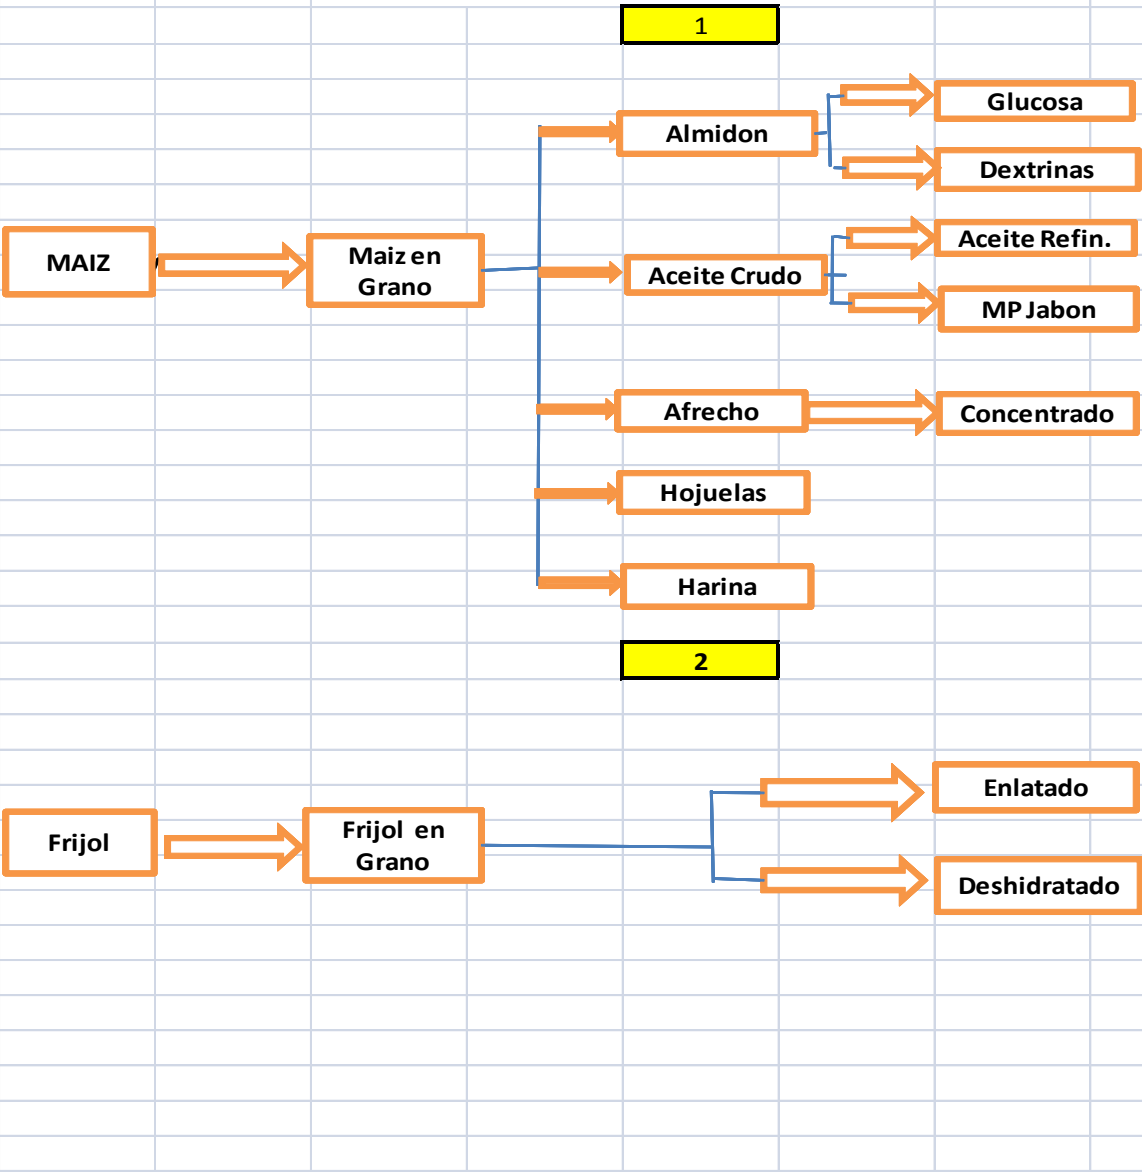 1
Glucosa
Almidon
Dextrinas
Aceite Refin.
MAIZ
Maiz en
Grano
Aceite Crudo
MP Jabon
Afrecho
Concentrado
Hojuelas
Harina
2
Enlatado
Frijol
Frijol en
Grano
Deshidratado